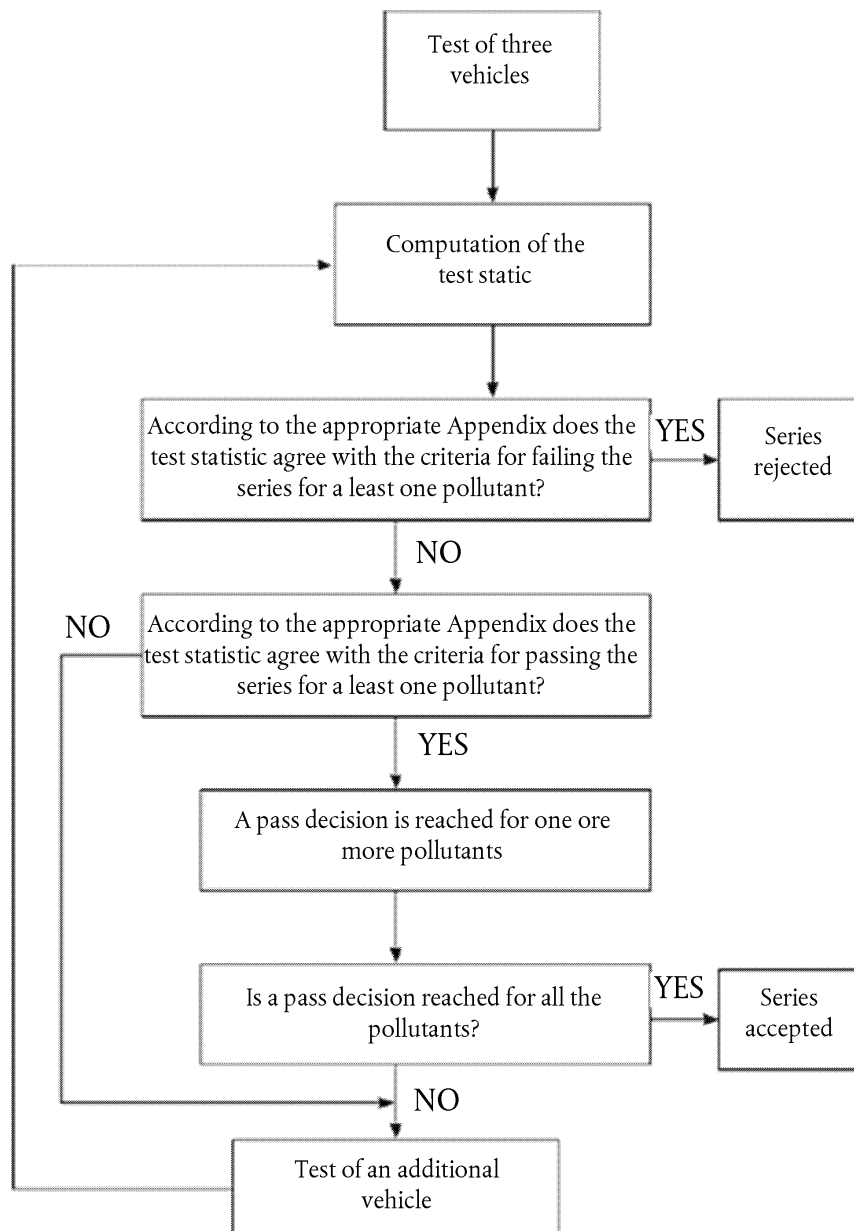 Test of three
vehicles
Computation of the
test static
According to the appropriate Appendix does the
test statistic agree with the criteria for failing the
series for a least one pollutant?
YES
Series
rejected
NO
NO
According to the appropriate Appendix does the
test statistic agree with the criteria for passing the
series for a least one pollutant?
YES
A pass decision is reached for one ore
more pollutants
Is a pass decision reached for all the
pollutants?
YES
Series
accepted
NO
Test of an additional
vehicle